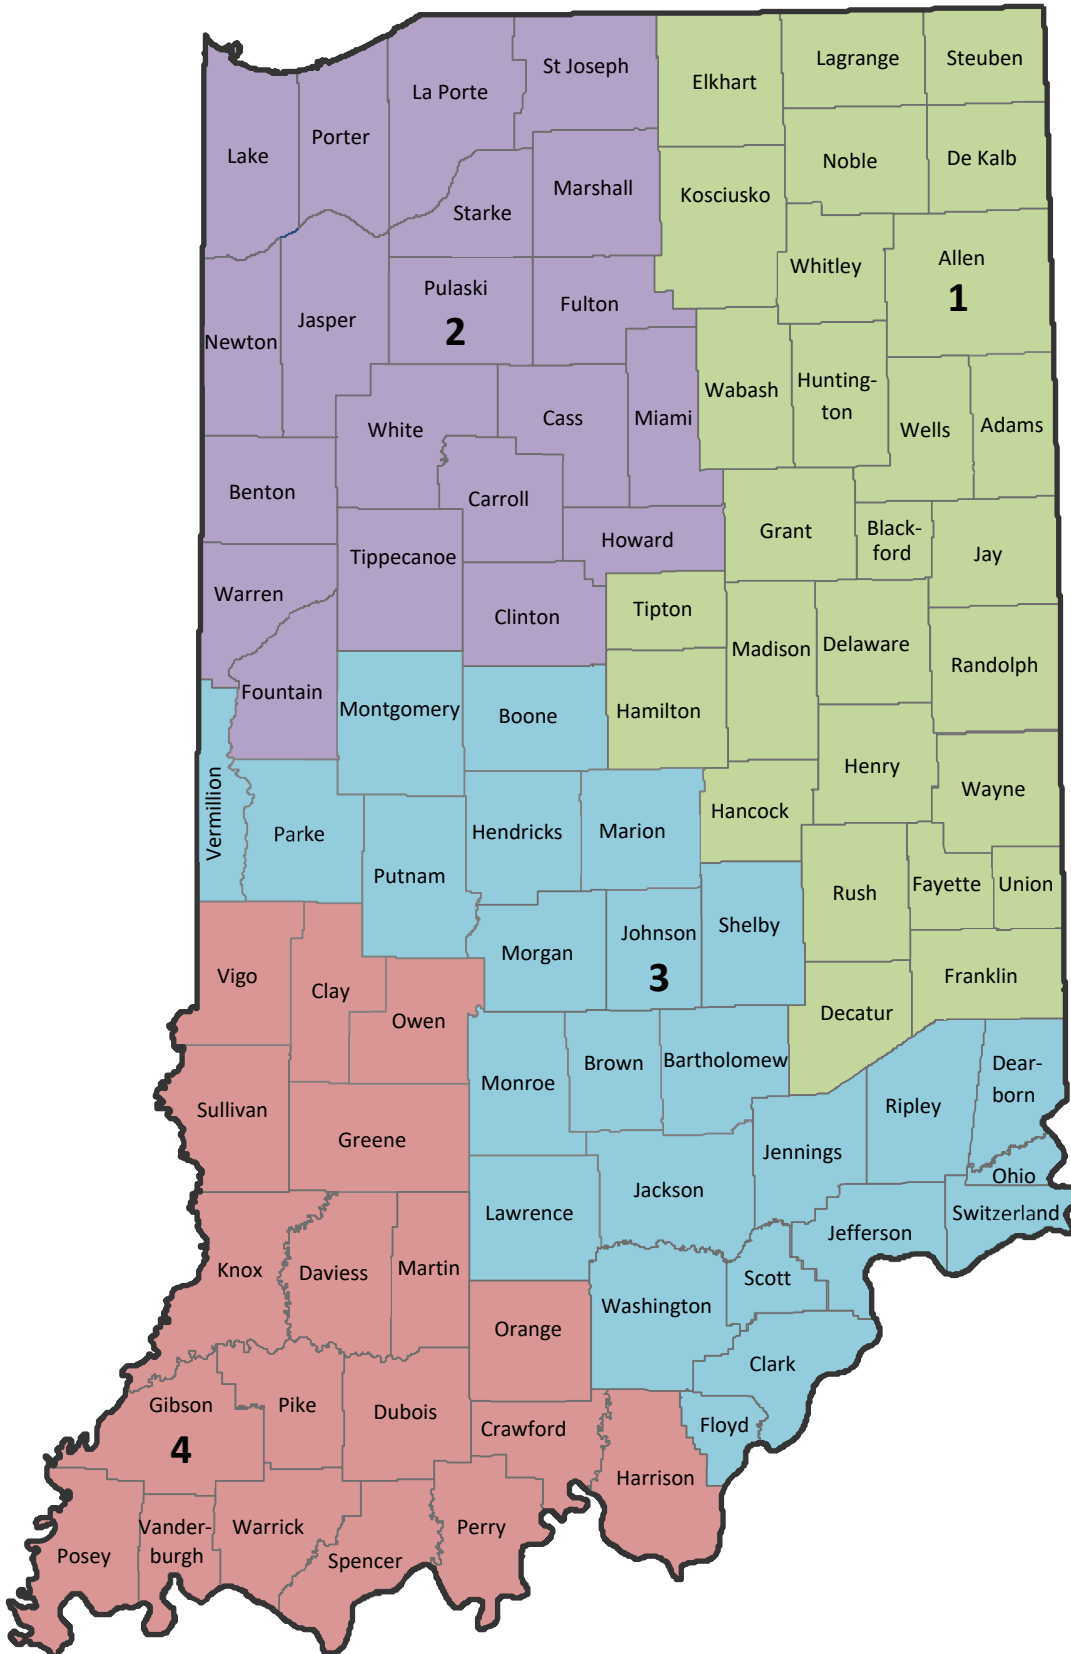 St Joseph
Lagrange
Steuben
Elkhart
La Porte
Porter
Lake
Noble
De Kalb
Marshall
Kosciusko
Starke
Whitley
Allen
1
Pulaski
2
Fulton
Jasper
Newton
Wabash
Hunting-
ton
Cass
Miami
White
Wells
Adams
Benton
Carroll
Grant
Black-
ford
Jay
Howard
Tippecanoe
Warren
Tipton
Clinton
Madison
Delaware
Randolph
Fountain
Montgomery
Boone
Hamilton
Henry
Wayne
Vermillion
Parke
Hendricks
Marion
Hancock
Putnam
Rush
Fayette
Union
Shelby
Johnson
3
Morgan
Vigo
Clay
Owen
Franklin
Decatur
Monroe
Brown
Bartholomew
Dear-
born
Ripley
Sullivan
Greene
Jennings
Ohio
Jackson
Lawrence
Switzerland
Jefferson
Knox
Daviess
Martin
Scott
Washington
Orange
Clark
Gibson
4
Pike
Dubois
Crawford
Floyd
Harrison
Posey
Vander-
burgh
Warrick
Spencer
Perry